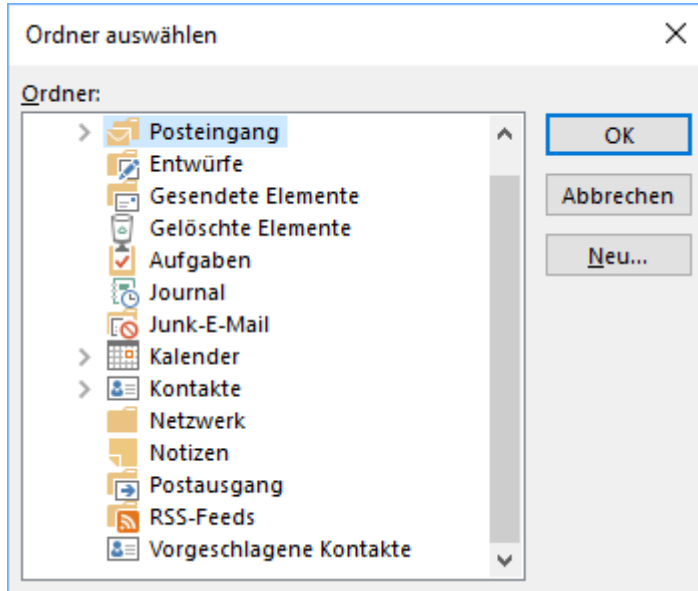 Ordner auswählen
Ordner:
Posteingang
Entwürfe
Gesendete Elemente
Gelöschte Elemente
Aufgaben
Journal
Junk-E-Mail
Kalender
Kontakte
Netzwerk
Notizen
Postausgang
RSS-Feeds
Vorgeschlagene Kontakte
OK
Abbrechen
Neu...